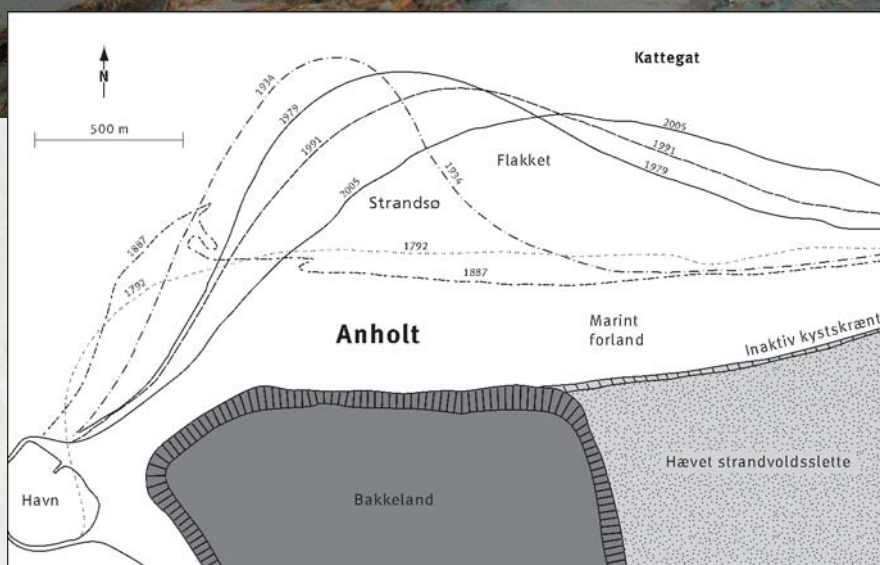 Kattegat
N
500 m
1934
1979
1991
2005
1934
2005
1991
1979
Flakket
Strandsø
1887
1792
1792
1887
Anholt
Marint
forland
Inaktiv kystskrænt
Hævet strandvoldsslette
Bakkeland
Havn